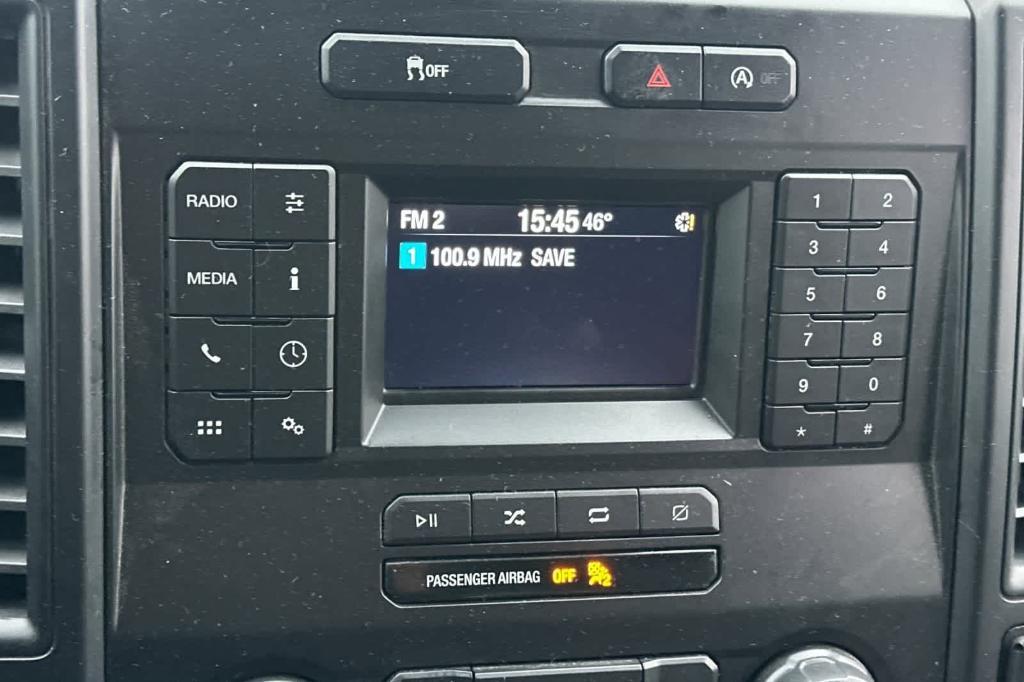 OFF
A OFF
RADIO
MEDIA
i
FM 2 15:45 46°
1 100.9 MHz SAVE
1 2
3 4
5 6
7 8
9 0
* #
PASSENGER AIRBAG OFF 2